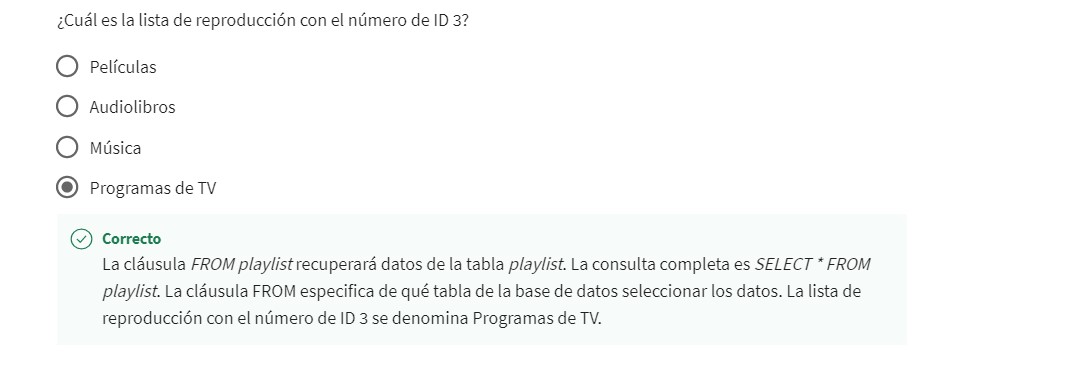 ¿Cuál es la lista de reproducción con el número de ID 3?
Películas
Audiolibros
Música
Programas de TV
Correcto
La cláusula FROM playlist recuperará datos de la tabla playlist. La consulta completa es SELECT * FROM
playlist. La cláusula FROM especifica de qué tabla de la base de datos seleccionar los datos. La lista de
reproducción con el número de ID 3 se denomina Programas de TV.